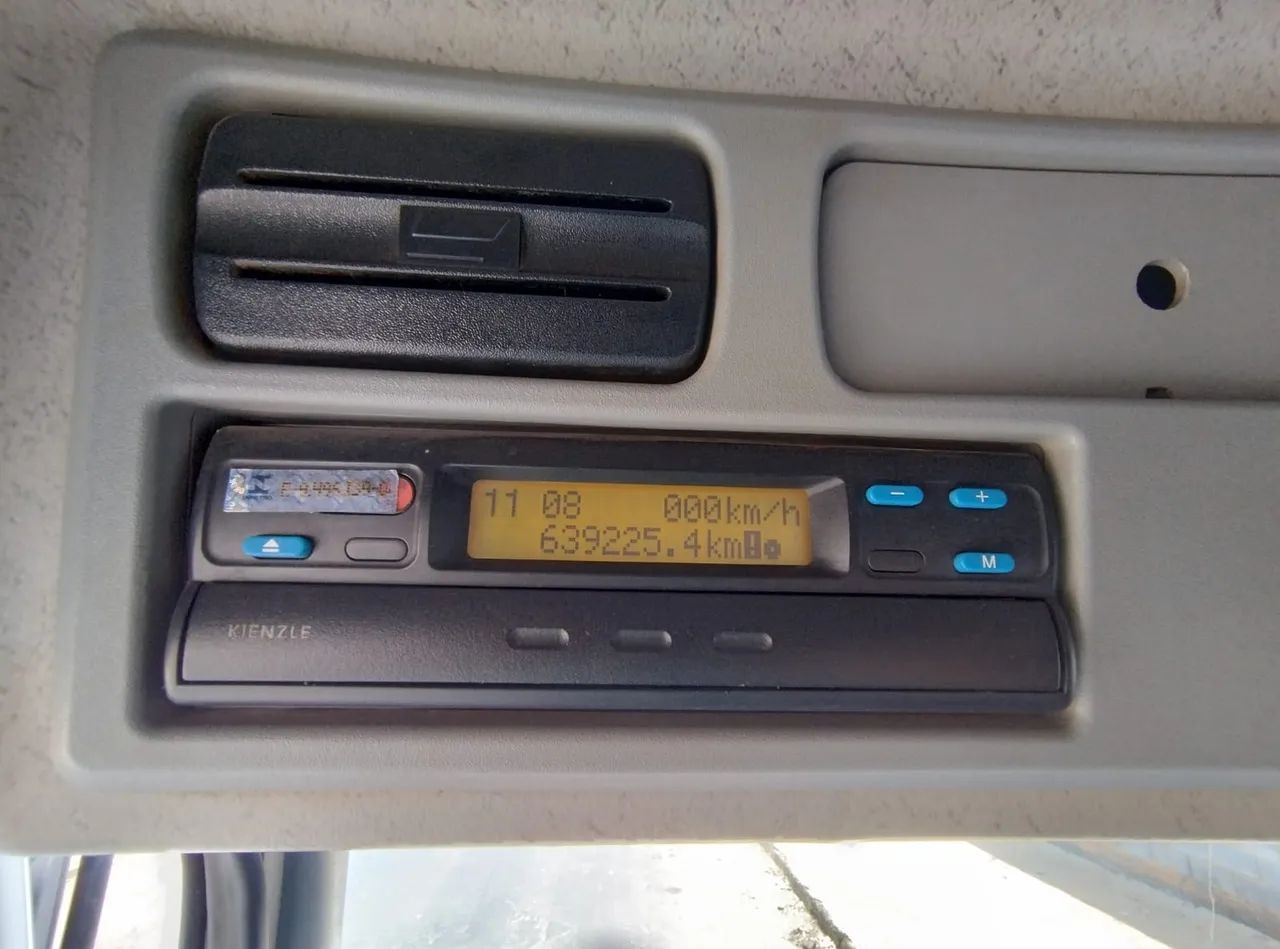 11 08 000km/h
639225.4km
− +
M
KIENZLE